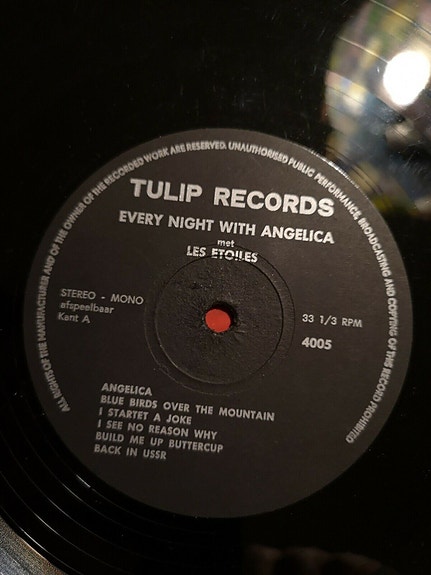 ALL RIGHTS OF THE MANUFACTURER AND OF THE OWNER OF THE RECORDED WORK ARE RESERVED. UNAUTHORISED PUBLIC PERFORMANCE, BROADCASTING AND COPYING OF THIS RECORD PROHIBITED
TULIP RECORDS
EVERY NIGHT WITH ANGELICA
met
LES ETOILES
STEREO - MONO
afspeelbaar
Kant A
33 1/3 RPM
4005
ANGELICA
BLUE BIRDS OVER THE MOUNTAIN
I STARTET A JOKE
I SEE NO REASON WHY
BUILD ME UP BUTTERCUP
BACK IN USSR